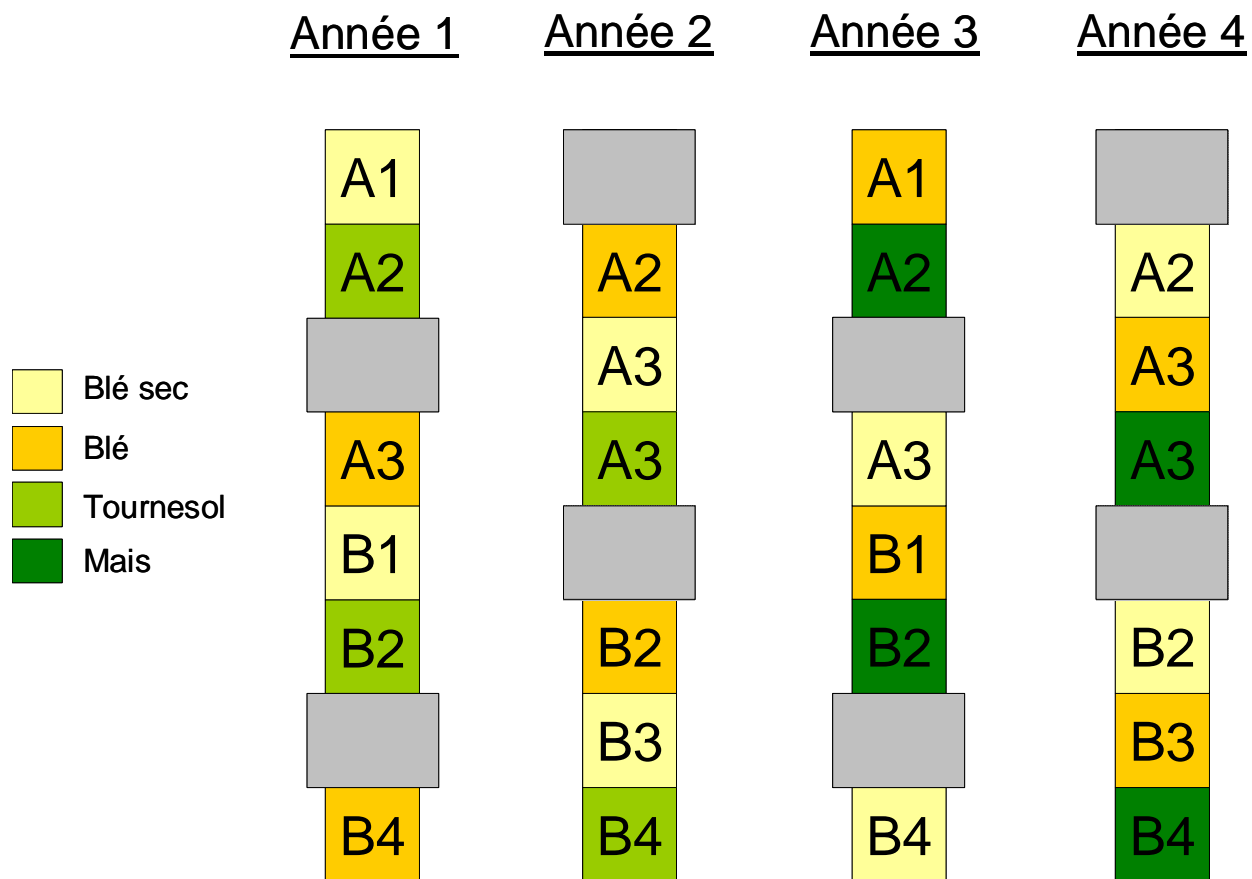 Année 1 Année 2 Année 3 Année 4
A1 A1
A2 A2 A2 A2
A3 A3
Blé sec
Blé
A3 A3 A3 A3
Tournesol
B1 B1
Mais
B2 B2 B2 B2
B3 B3
B4 B4 B4 B4